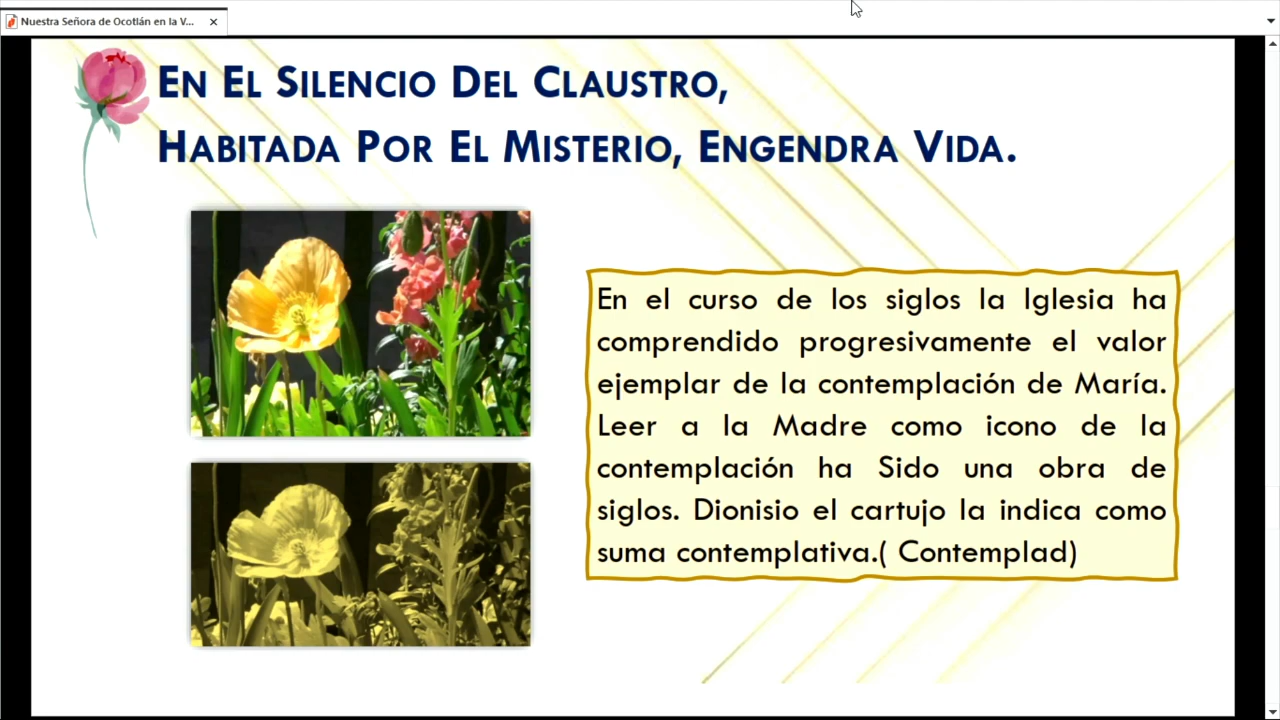 Nuestra Señora de Ocotlán en la V...
En El Silencio Del Claustro,
Habitada Por El Misterio, Engendra Vida.
En el curso de los siglos la Iglesia ha
comprendido progresivamente el valor
ejemplar de la contemplación de María.
Leer a la Madre como icono de la
contemplación ha Sido una obra de
siglos. Dionisio el cartujo la indica como
suma contemplativa.( Contemplad)